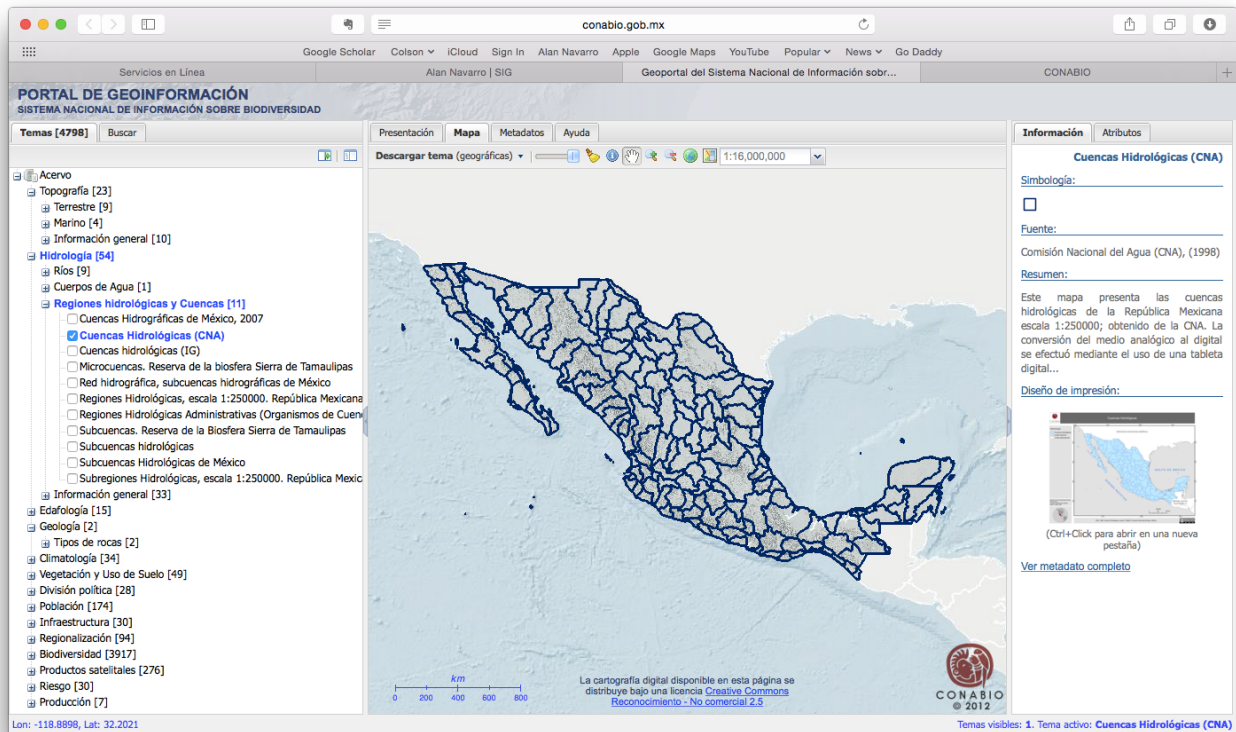 conabio.gob.mx
Google Scholar Colson iCloud Sign In Alan Navarro Apple Google Maps YouTube Popular News Go Daddy
Servicios en Línea
Alan Navarro | SIG
Geoportal del Sistema Nacional de Información sobr...
CONABIO
PORTAL DE GEOINFORMACIÓN
SISTEMA NACIONAL DE INFORMACIÓN SOBRE BIODIVERSIDAD
Temas [4798] Buscar
Acervo
Topografía [23]
Terrestre [9]
Marino [4]
Información general [10]
Hidrología [54]
Ríos [9]
Cuerpos de Agua [1]
Regiones hidrológicas y Cuencas [11]
Cuencas Hidrográficas de México, 2007
Cuencas Hidrológicas (CNA)
Cuencas hidrológicas (IG)
Microcuencas. Reserva de la biosfera Sierra de Tamaulipas
Red hidrográfica, subcuencas hidrográficas de México
Regiones Hidrológicas, escala 1:250000. República Mexicana
Regiones Hidrológicas Administrativas (Organismos de Cuen
Subcuencas. Reserva de la Biosfera Sierra de Tamaulipas
Subcuencas hidrológicas
Subcuencas Hidrológicas de México
Subregiones Hidrológicas, escala 1:250000. República Mexic
Información general [33]
Edafología [15]
Geología [2]
Tipos de rocas [2]
Climatología [34]
Vegetación y Uso de Suelo [49]
División política [28]
Población [174]
Infraestructura [30]
Regionalización [94]
Biodiversidad [3917]
Productos satelitales [276]
Riesgo [30]
Producción [7]
Lon: -118.8898, Lat: 32.2021
Presentación Mapa Metadatos Ayuda
Descargar tema (geográficas) 1:16,000,000
km
0 200 400 600 800
La cartografía digital disponible en esta página se
distribuye bajo una licencia Creative Commons
Reconocimiento - No comercial 2.5
CONABIO
© 2012
Información Atributos
Cuencas Hidrológicas (CNA)
Simbología:
Fuente:
Comisión Nacional del Agua (CNA), (1998)
Resumen:
Este mapa presenta las cuencas
hidrológicas de la República Mexicana
escala 1:250000; obtenido de la CNA. La
conversión del medio analógico al digital
se efectuó mediante el uso de una tableta
digital...
Diseño de impresión:
Cuencas Hidrológicas
(Ctrl+Click para abrir en una nueva
pestaña)
Ver metadato completo
Temas visibles: 1. Tema activo: Cuencas Hidrológicas (CNA)